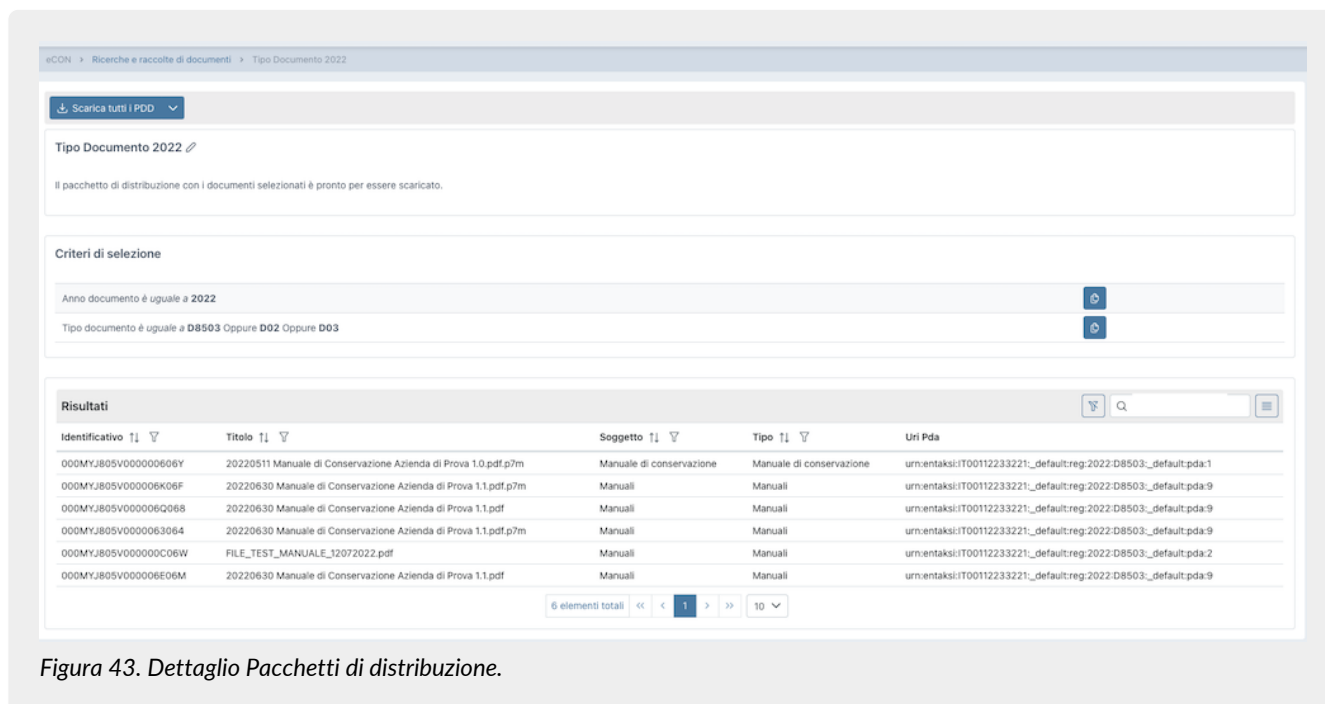 eCON > Ricerche e raccolte di documenti > Tipo Documento 2022
Scarica tutti i PDD
Tipo Documento 2022
Il pacchetto di distribuzione con i documenti selezionati è pronto per essere scaricato.
Criteri di selezione
Anno documento è uguale a 2022
Tipo documento è uguale a D8503 Oppure D02 Oppure D03
Risultati
Identificativo Titolo Soggetto Tipo Uri Pda
000MYJ805V000000606Y 20220511 Manuale di Conservazione Azienda di Prova 1.0.pdf.p7m Manuale di conservazione Manuale di conservazione urn:entaksi:IT00112233221:_default:reg:2022:D8503:_default:pda:1
000MYJ805V000006K06F 20220630 Manuale di Conservazione Azienda di Prova 1.1.pdf.p7m Manuali Manuali urn:entaksi:IT00112233221:_default:reg:2022:D8503:_default:pda:9
000MYJ805V000006Q068 20220630 Manuale di Conservazione Azienda di Prova 1.1.pdf Manuali Manuali urn:entaksi:IT00112233221:_default:reg:2022:D8503:_default:pda:9
000MYJ805V0000063064 20220630 Manuale di Conservazione Azienda di Prova 1.1.pdf.p7m Manuali Manuali urn:entaksi:IT00112233221:_default:reg:2022:D8503:_default:pda:9
000MYJ805V000000C06W FILE_TEST_MANUALE_12072022.pdf Manuali Manuali urn:entaksi:IT00112233221:_default:reg:2022:D8503:_default:pda:2
000MYJ805V000006E06M 20220630 Manuale di Conservazione Azienda di Prova 1.1.pdf Manuali Manuali urn:entaksi:IT00112233221:_default:reg:2022:D8503:_default:pda:9
6 elementi totali << < 1 > >> 10
Figura 43. Dettaglio Pacchetti di distribuzione.